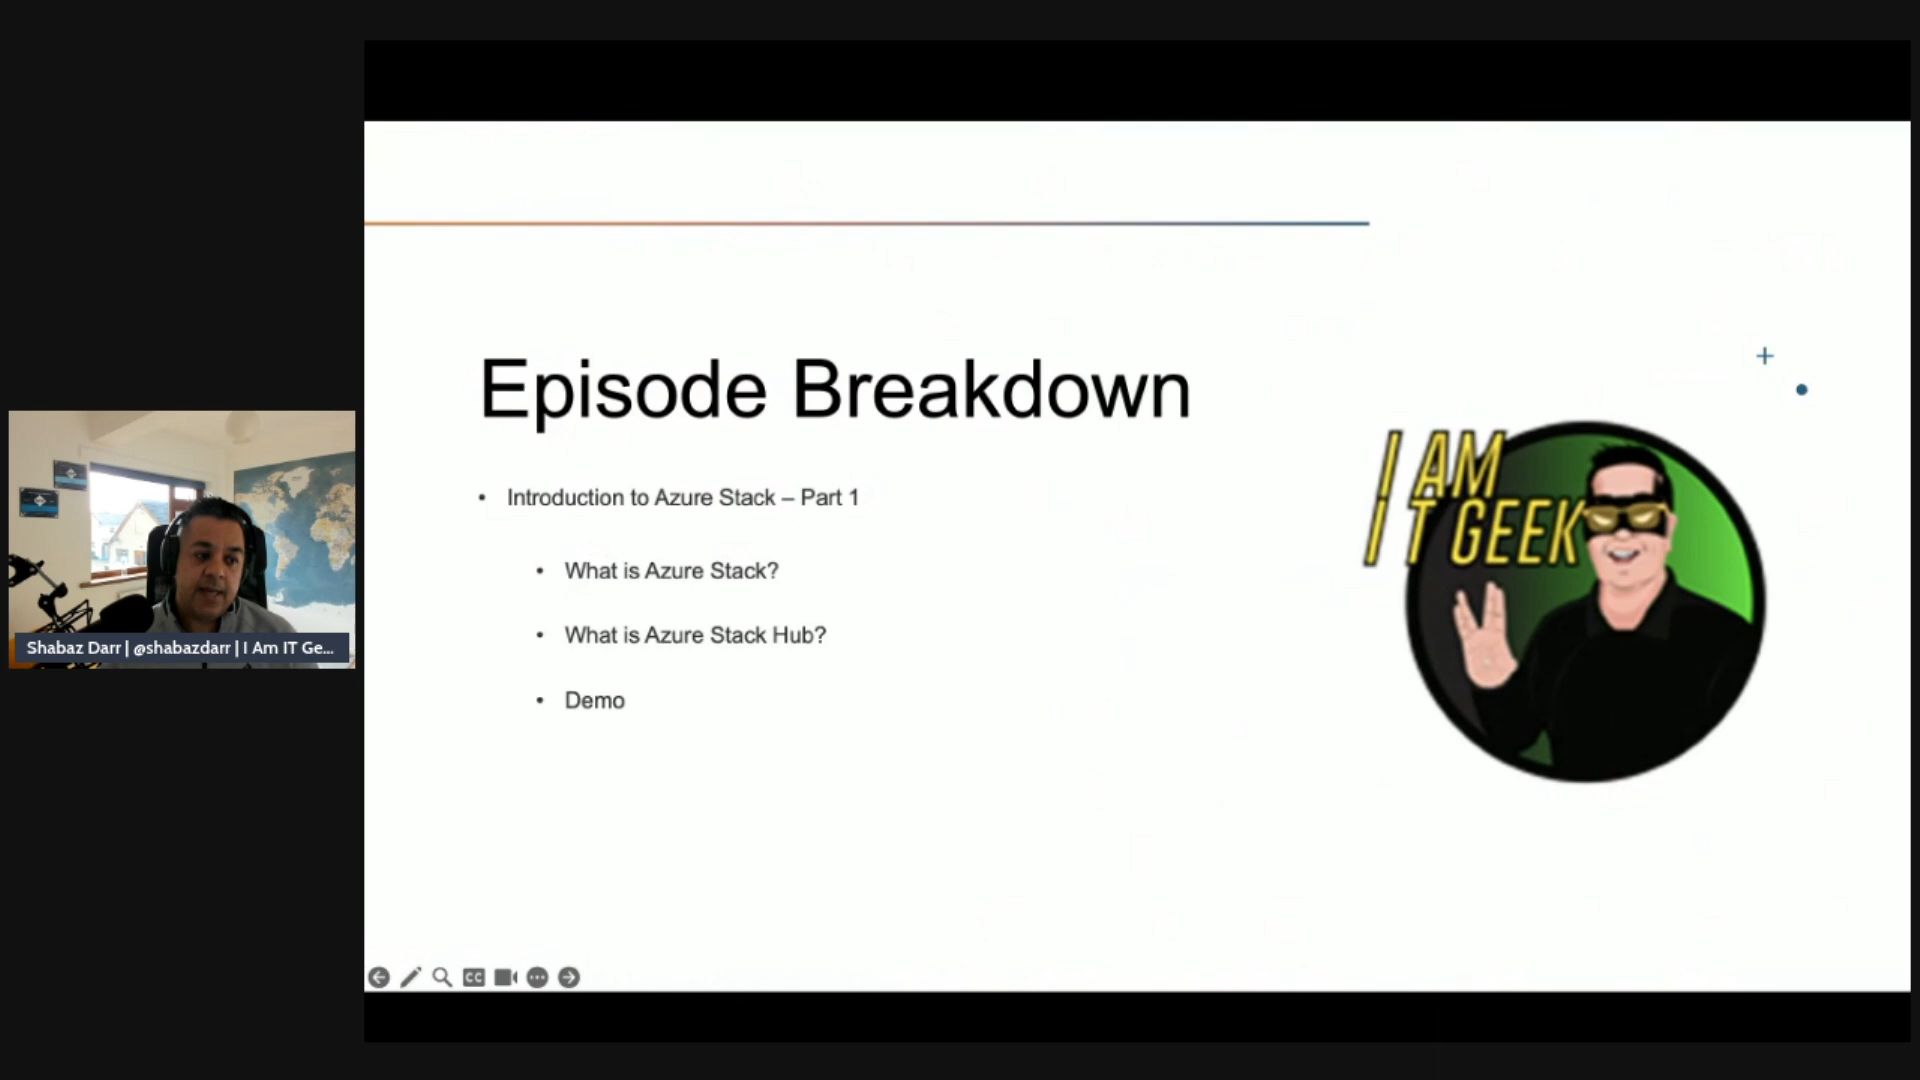 Episode Breakdown
• Introduction to Azure Stack – Part 1
• What is Azure Stack?
• What is Azure Stack Hub?
• Demo
I AM
I T GEEK
Shabaz Darr | @shabazdarr | I Am IT Ge...
CC